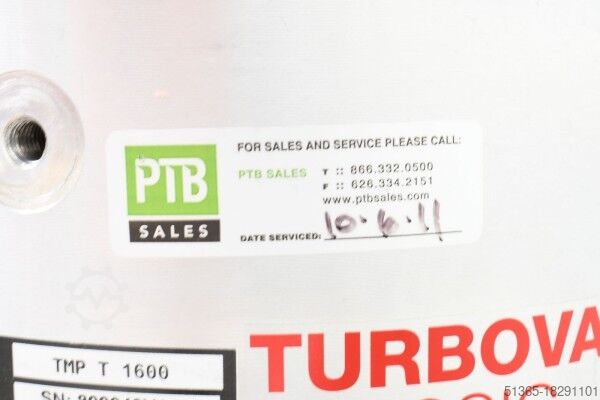 FOR SALES AND SERVICE PLEASE CALL:
PTB
SALES
PTB SALES T :: 866.332.0500
F :: 626.334.2151
www.ptbsales.com
DATE SERVICED: 10.6.11
TURBOVA
TMP T 1600
SN:
51365-18291101